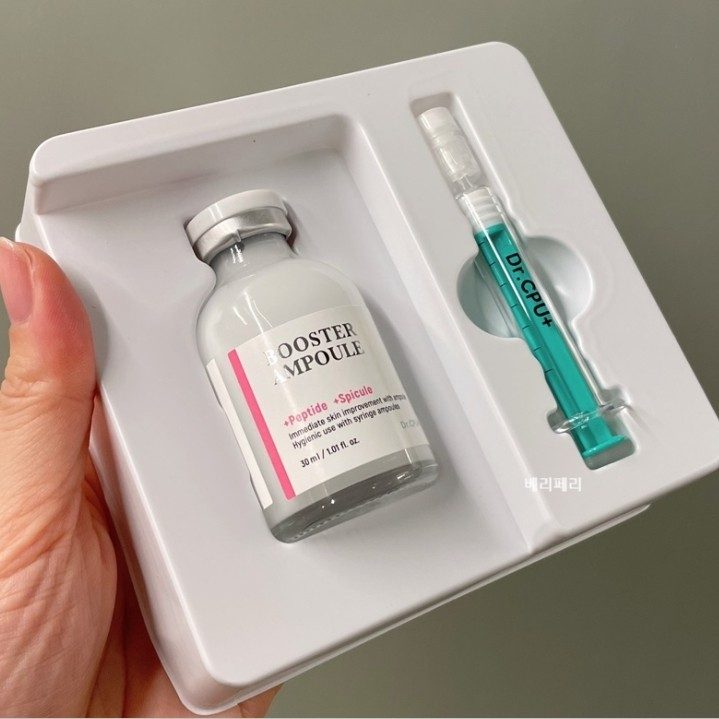 BOOSTER
AMPOULE
+Peptide +Spicule
Immediate skin improvement with
Hygienic use with syringe ampoules
30 ml / 1.01 fl. oz.
Dr.CPU+
베리페리